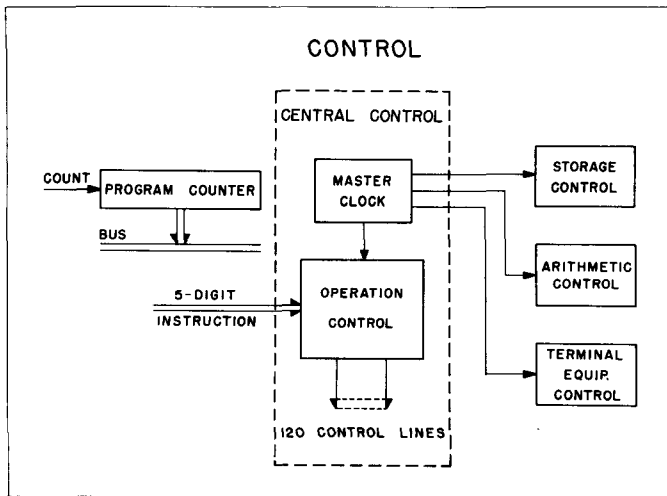 CONTROL
CENTRAL CONTROL
COUNT
PROGRAM COUNTER
BUS
MASTER
CLOCK
STORAGE
CONTROL
ARITHMETIC
CONTROL
5-DIGIT
INSTRUCTION
OPERATION
CONTROL
TERMINAL
EQUIP.
CONTROL
120 CONTROL LINES